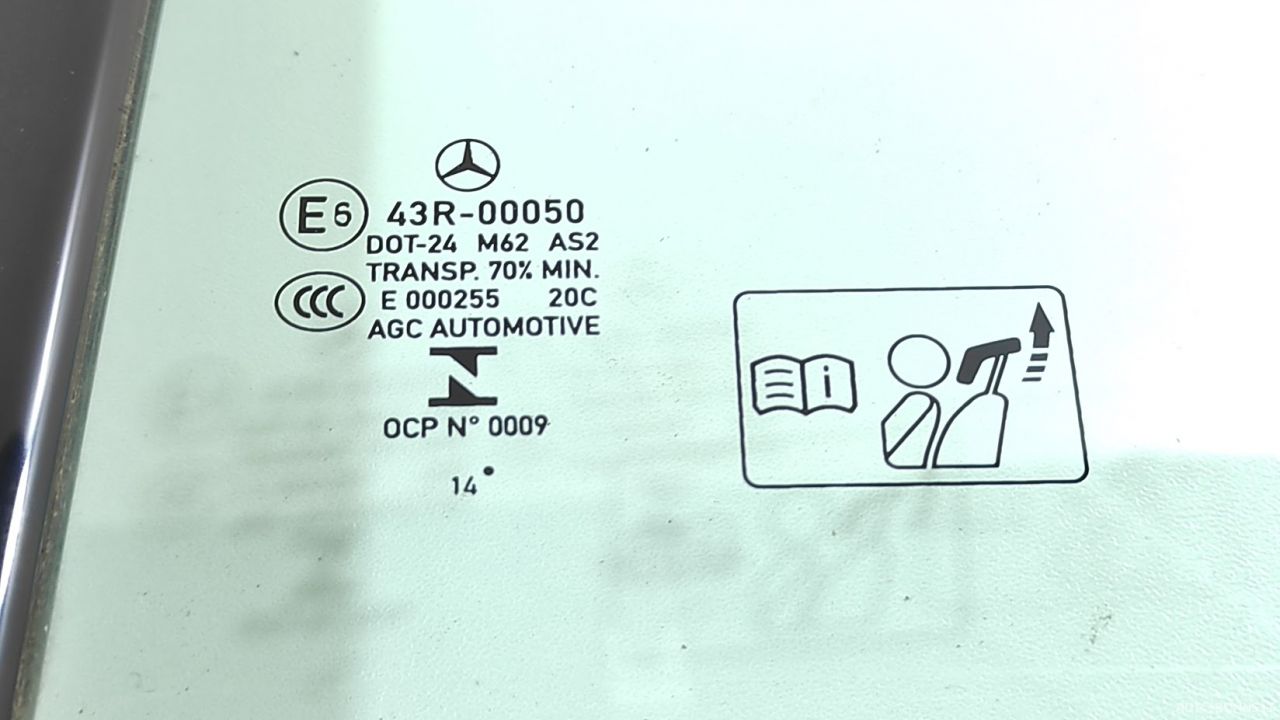 E6 43R-00050
DOT-24 M62 AS2
TRANSP. 70% MIN.
CCC E 000255 20C
AGC AUTOMOTIVE
OCP N° 0009
14
i